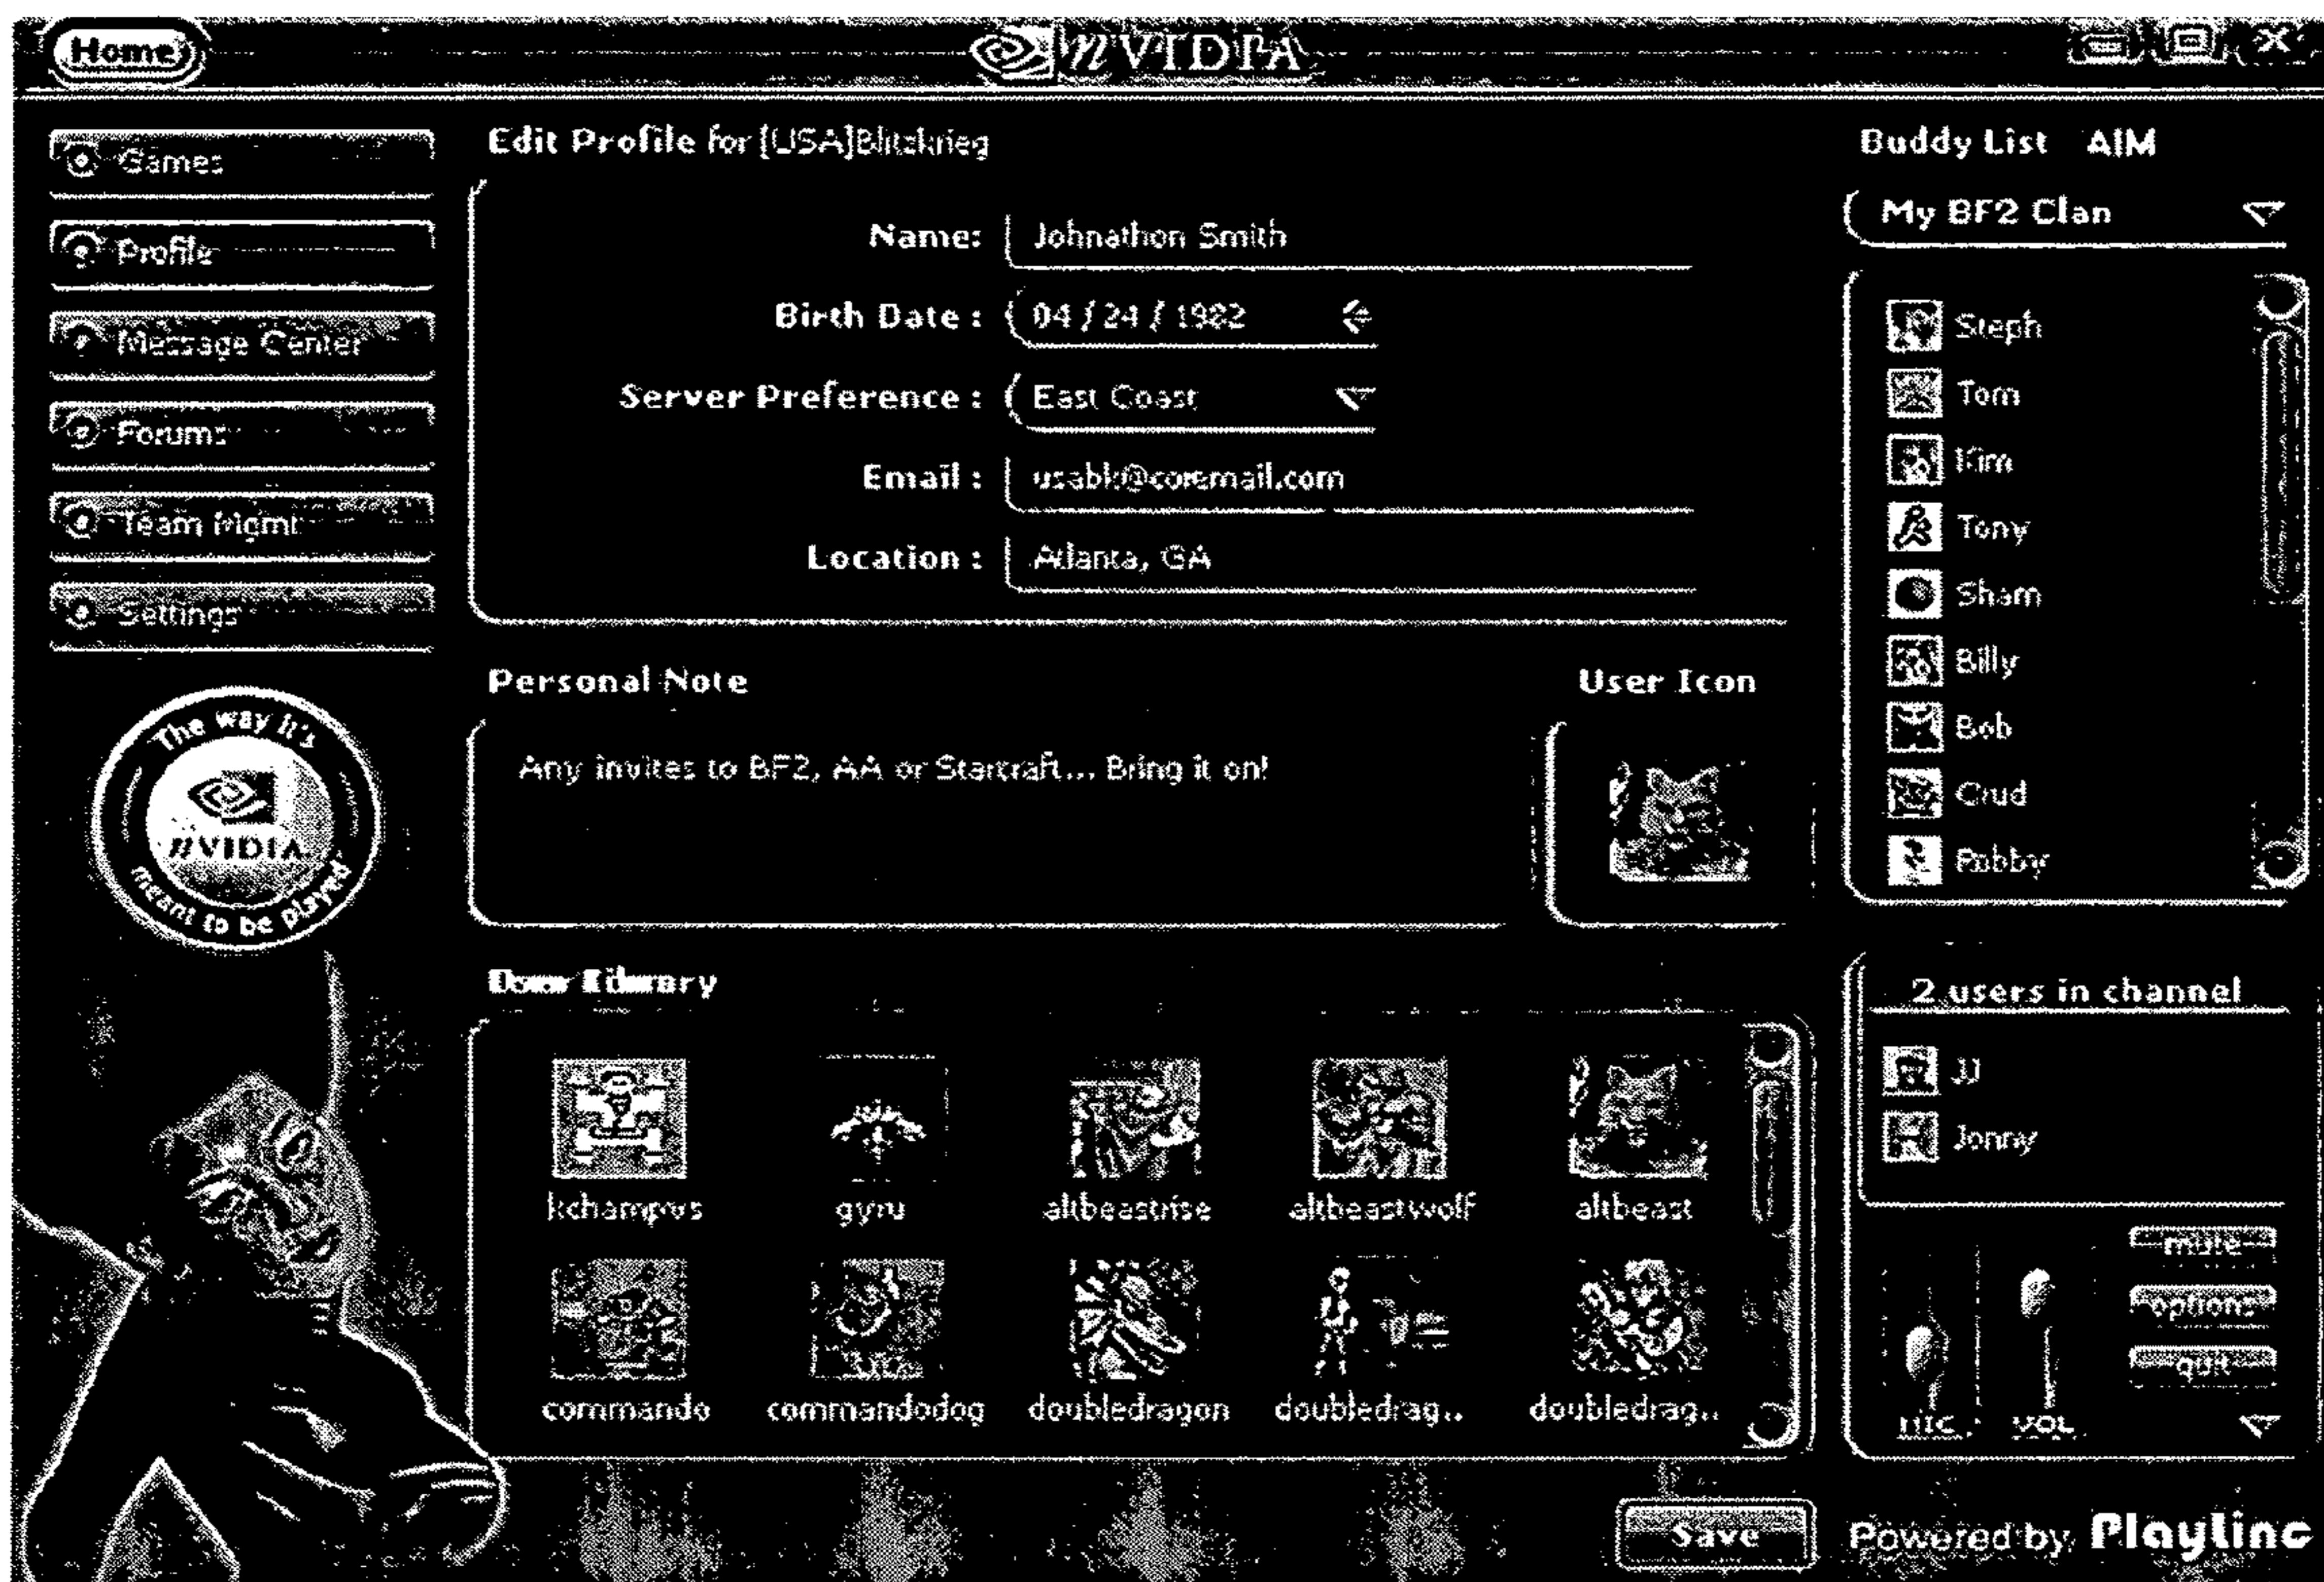 Home
nVIDIA
Games
Profile
Message Center
Forums
Team Mgmt
Settings
The way it's
nVIDIA
meant to be played
Edit Profile for [USA]Blitzkrieg
Name: Johnathon Smith
Birth Date : 04 / 24 / 1982
Server Preference : East Coast
Email : usabk@coremail.com
Location : Atlanta, GA
Personal Note
Any invites to BF2, AA or Starcraft... Bring it on!
User Icon
kchampvs gyru altbeastrise altbeastwolf altbeast
commando commandodog doubledragon doubledrag.. doubledrag..
Save
Buddy List AIM
My BF2 Clan
Steph
Tom
Kim
Tony
Sham
Billy
Bob
Crud
Robby
2 users in channel
JJ
Jonny
mute
options
quit
MIC VOL
Powered by Playlinc